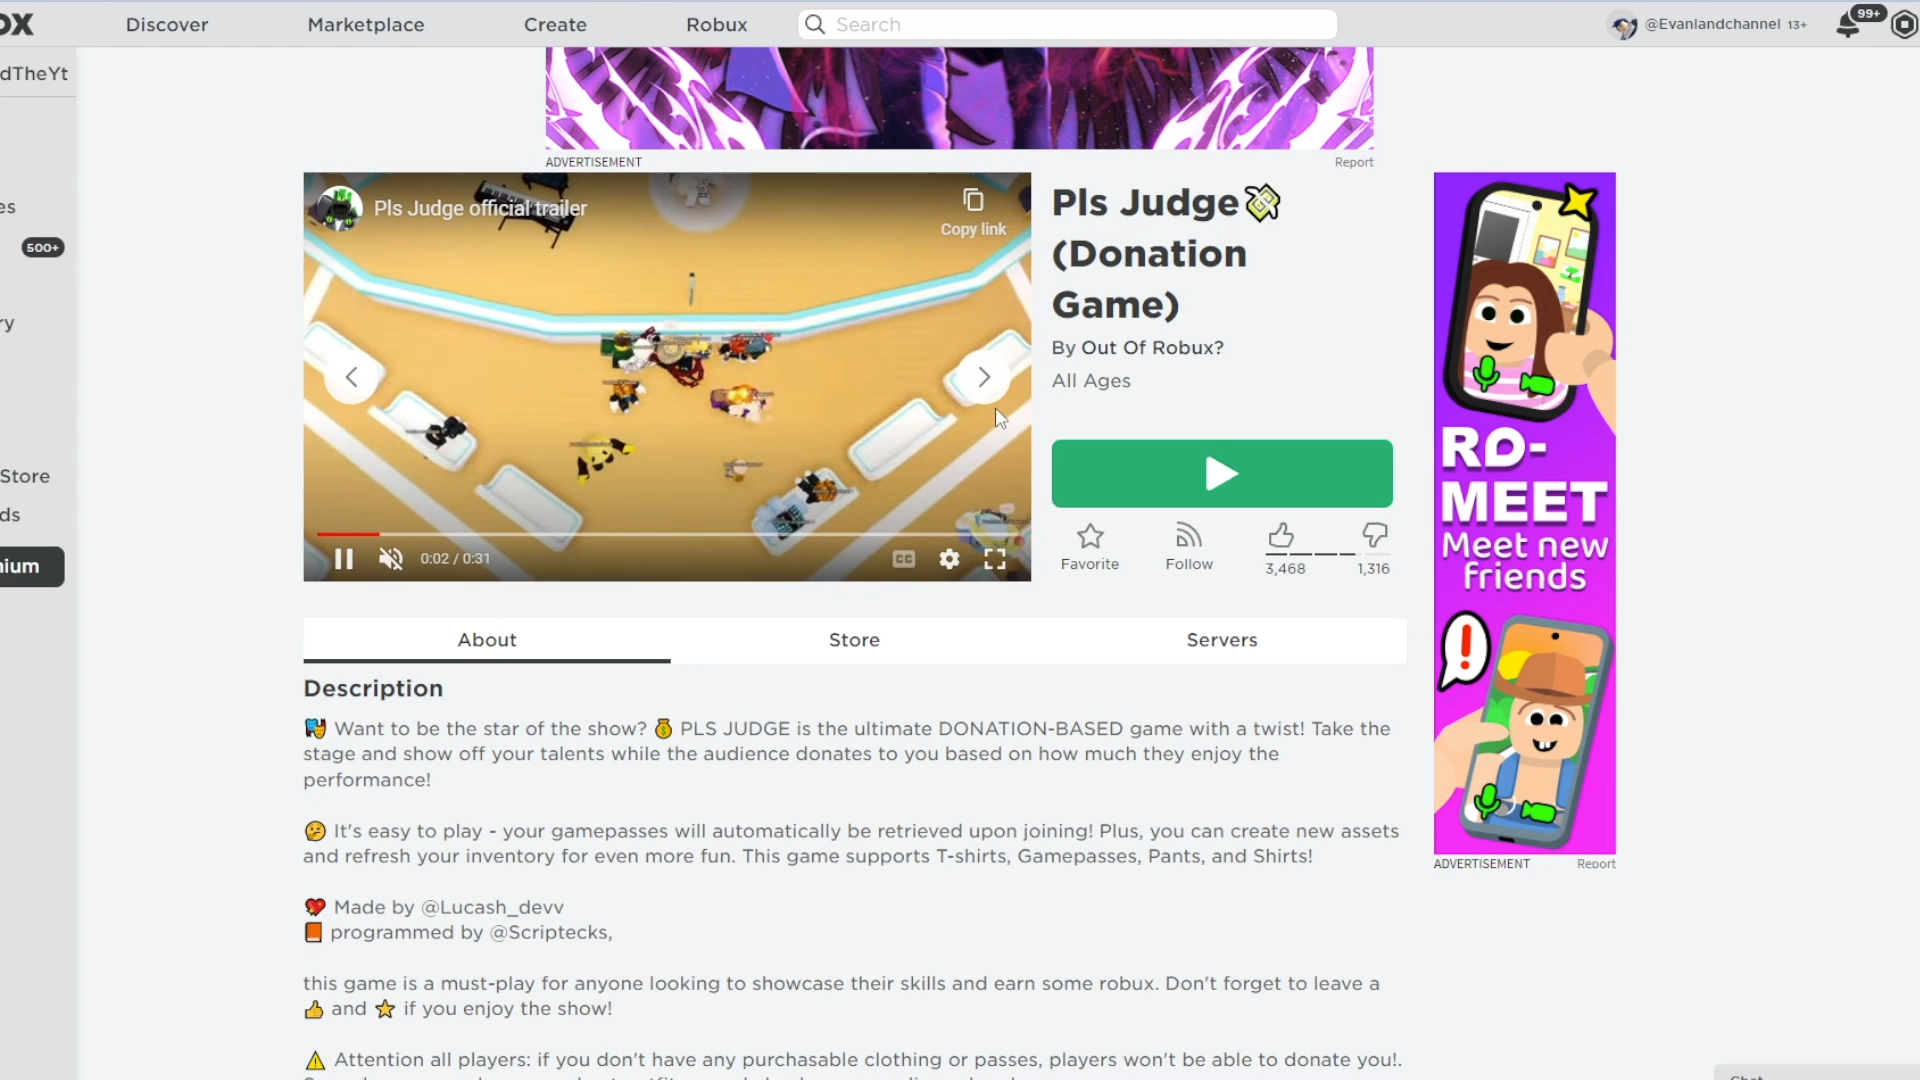 OX
Discover
Marketplace
Create
Robux
Search
@Evanlandchannel 13+
99+
dTheYt
es
500+
ry
Store
ds
nium
ADVERTISEMENT
Report
Pls Judge official trailer
Copy link
0:02 / 0:31
CC
Pls Judge💸
(Donation
Game)
By Out Of Robux?
All Ages
Favorite
Follow
3,468
1,316
RO-
MEET
Meet new
friends
ADVERTISEMENT
Report
About
Store
Servers
Description
🎭 Want to be the star of the show? 💰 PLS JUDGE is the ultimate DONATION-BASED game with a twist! Take the
stage and show off your talents while the audience donates to you based on how much they enjoy the
performance!
🤔 It's easy to play - your gamepasses will automatically be retrieved upon joining! Plus, you can create new assets
and refresh your inventory for even more fun. This game supports T-shirts, Gamepasses, Pants, and Shirts!
💖 Made by @Lucash_devv
📙 programmed by @Scriptecks,
this game is a must-play for anyone looking to showcase their skills and earn some robux. Don't forget to leave a
👍 and ⭐ if you enjoy the show!
⚠ Attention all players: if you don't have any purchasable clothing or passes, players won't be able to donate you!.